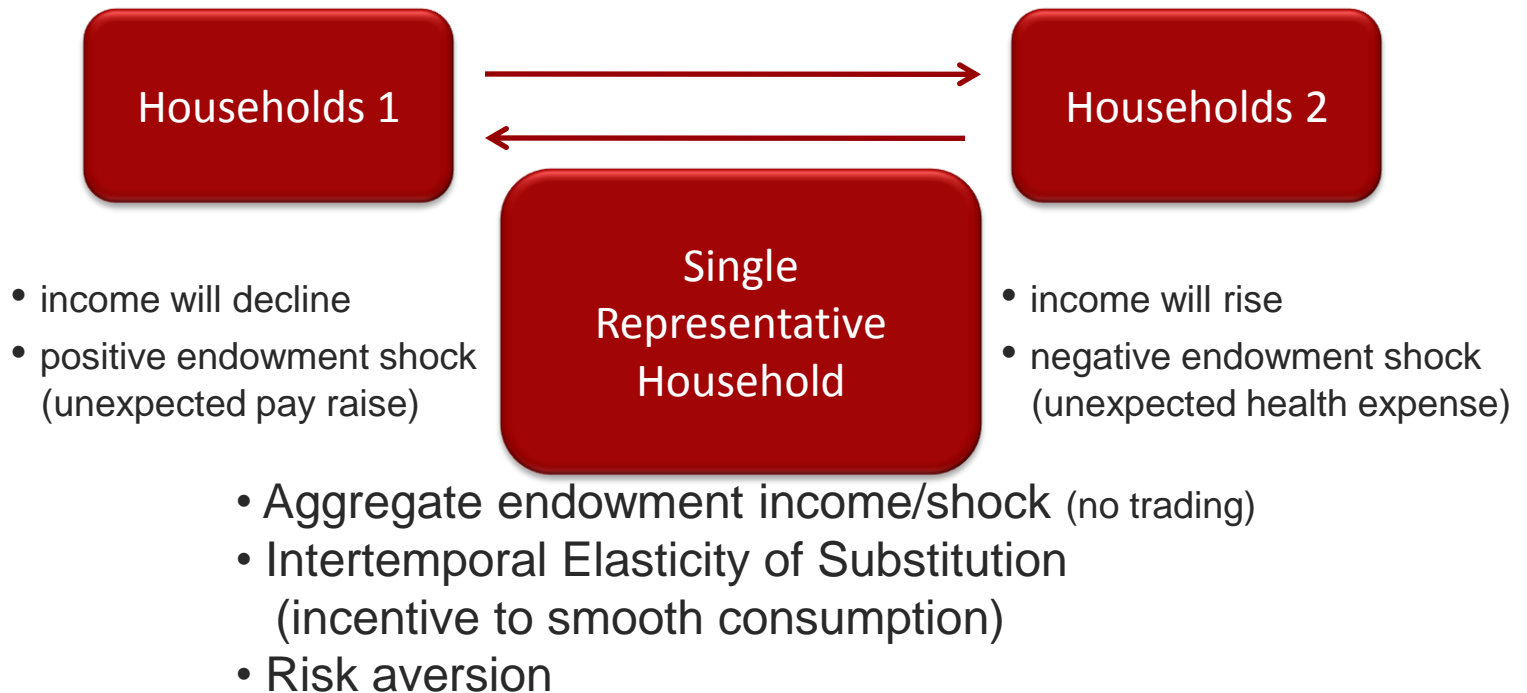 Households 1
Households 2
Single
Representative
Household
• income will decline
• positive endowment shock
(unexpected pay raise)
• income will rise
• negative endowment shock
(unexpected health expense)
• Aggregate endowment income/shock (no trading)
• Intertemporal Elasticity of Substitution
(incentive to smooth consumption)
• Risk aversion